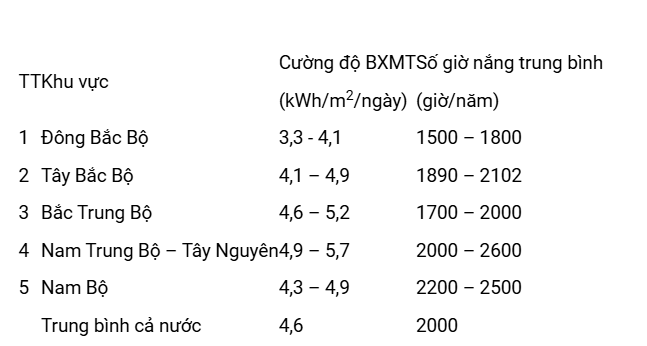 TT Khu vực Cường độ BXMT (kWh/m²/ngày) Số giờ nắng trung bình (giờ/năm)
1 Đông Bắc Bộ 3,3 - 4,1 1500 – 1800
2 Tây Bắc Bộ 4,1 – 4,9 1890 – 2102
3 Bắc Trung Bộ 4,6 – 5,2 1700 – 2000
4 Nam Trung Bộ – Tây Nguyên 4,9 – 5,7 2000 – 2600
5 Nam Bộ 4,3 – 4,9 2200 – 2500
Trung bình cả nước 4,6 2000